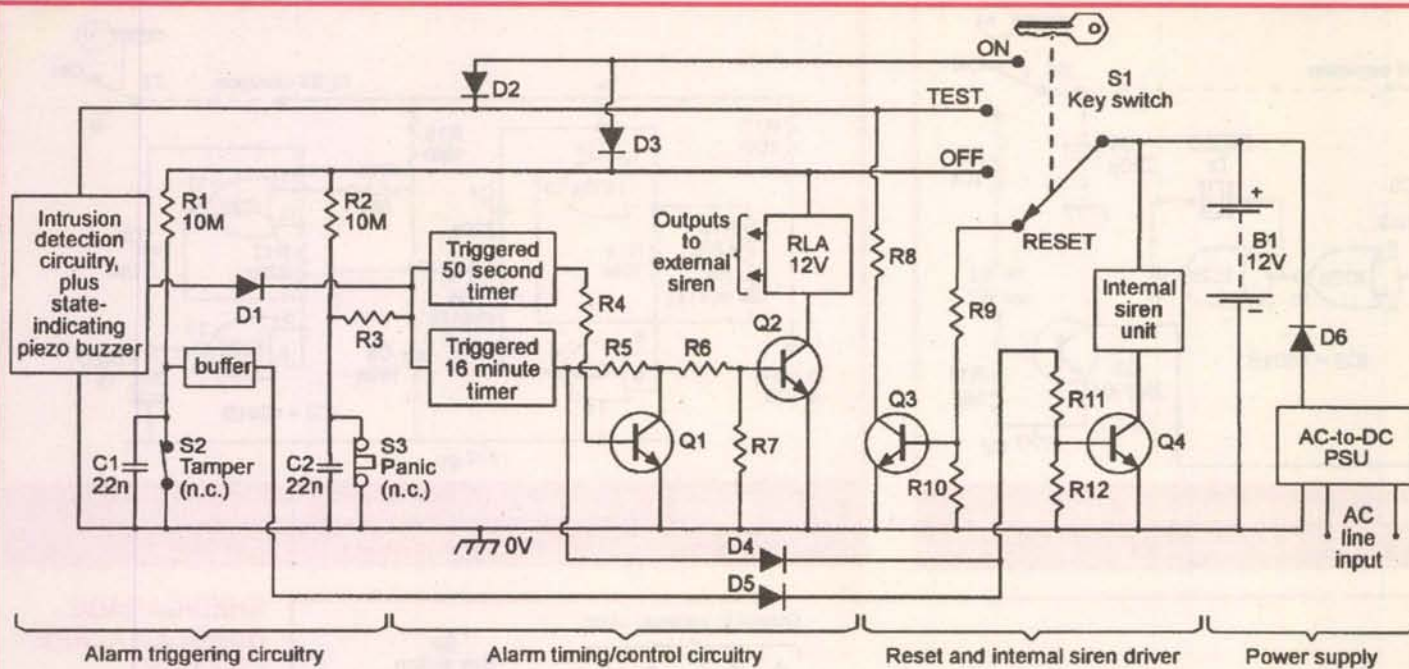 ON
S1
Key switch
D2
TEST
D3
OFF
R1
10M
R2
10M
Intrusion
detection
circuitry,
plus
state-
indicating
piezo buzzer
Outputs
to
external
siren
RLA
12V
RESET
R8
B1
12V
+
–
Triggered
50 second
timer
D1
R3
R4
R9
Internal
siren
unit
D6
Triggered
16 minute
timer
R5
R6
Q2
buffer
R11
Q3
Q4
AC-to-DC
PSU
C1
22n
S2
Tamper
(n.c.)
C2
22n
S3
Panic
(n.c.)
Q1
R7
R10
R12
0V
D4
D5
AC
line
input
Alarm triggering circuitry
Alarm timing/control circuitry
Reset and internal siren driver
Power supply